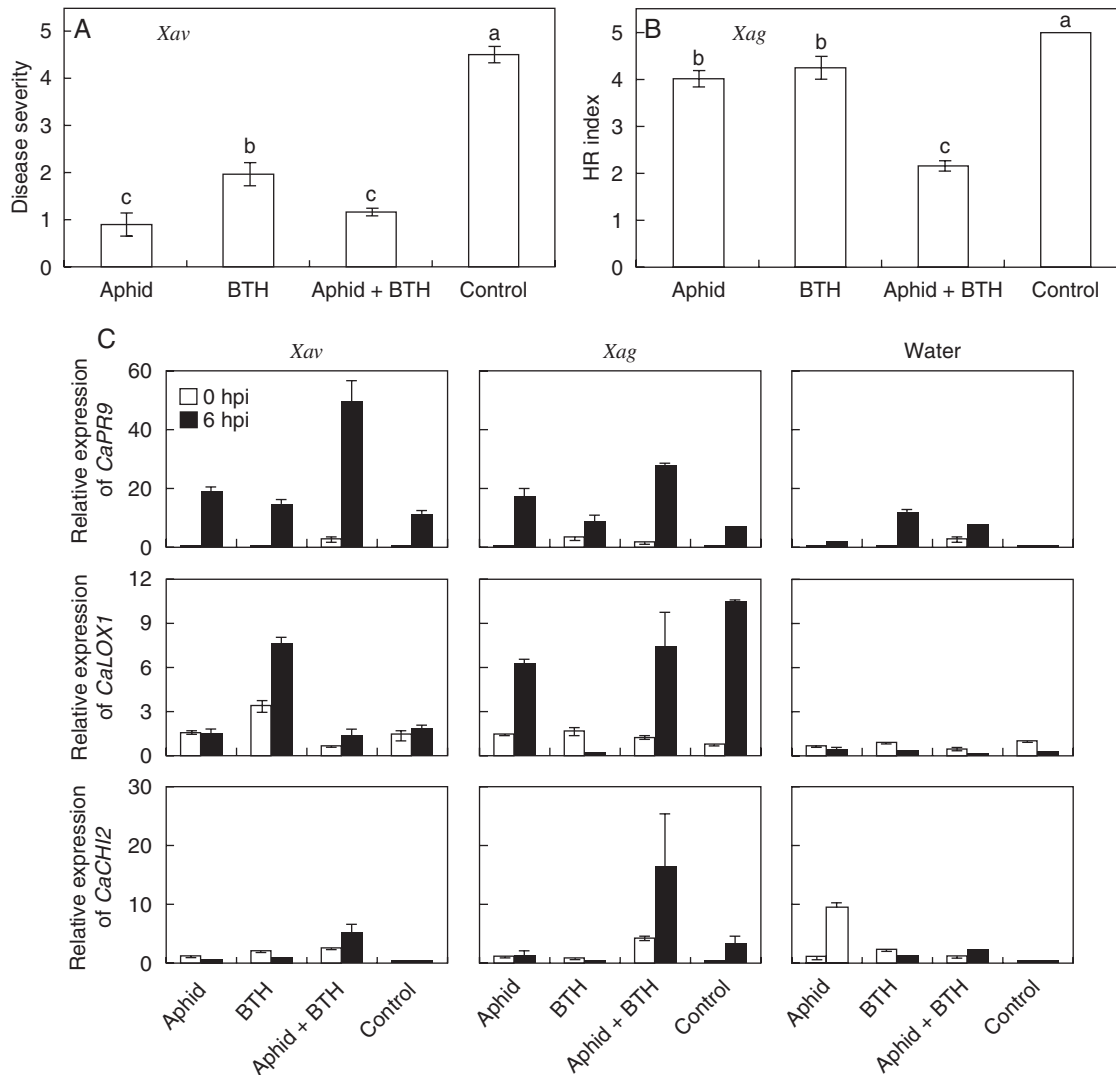 A
Xav
Disease severity
5
4
3
2
1
0
c
b
c
a
Aphid
BTH
Aphid + BTH
Control
B
Xag
HR index
5
4
3
2
1
0
b
b
c
a
Aphid
BTH
Aphid + BTH
Control
C
Xav
Xag
Water
0 hpi
6 hpi
Relative expression
of CaPR9
60
40
20
0
Relative expression
of CaLOX1
12
9
6
3
0
Relative expression
of CaCHI2
30
20
10
0
Aphid
BTH
Aphid + BTH
Control
Aphid
BTH
Aphid + BTH
Control
Aphid
BTH
Aphid + BTH
Control